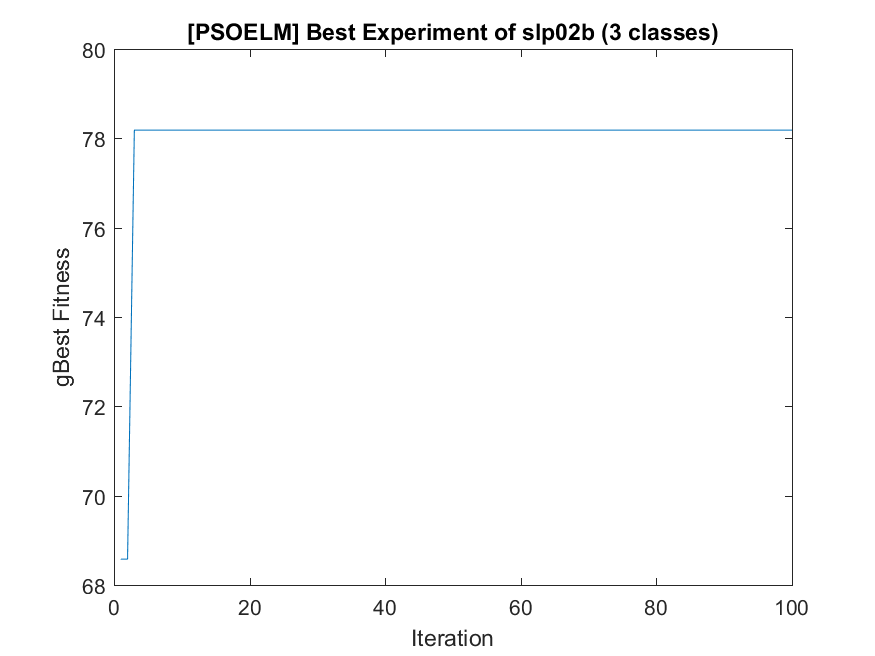 [PSOELM] Best Experiment of slp02b (3 classes)
80
78
76
74
72
70
68
gBest Fitness
0 20 40 60 80 100
Iteration